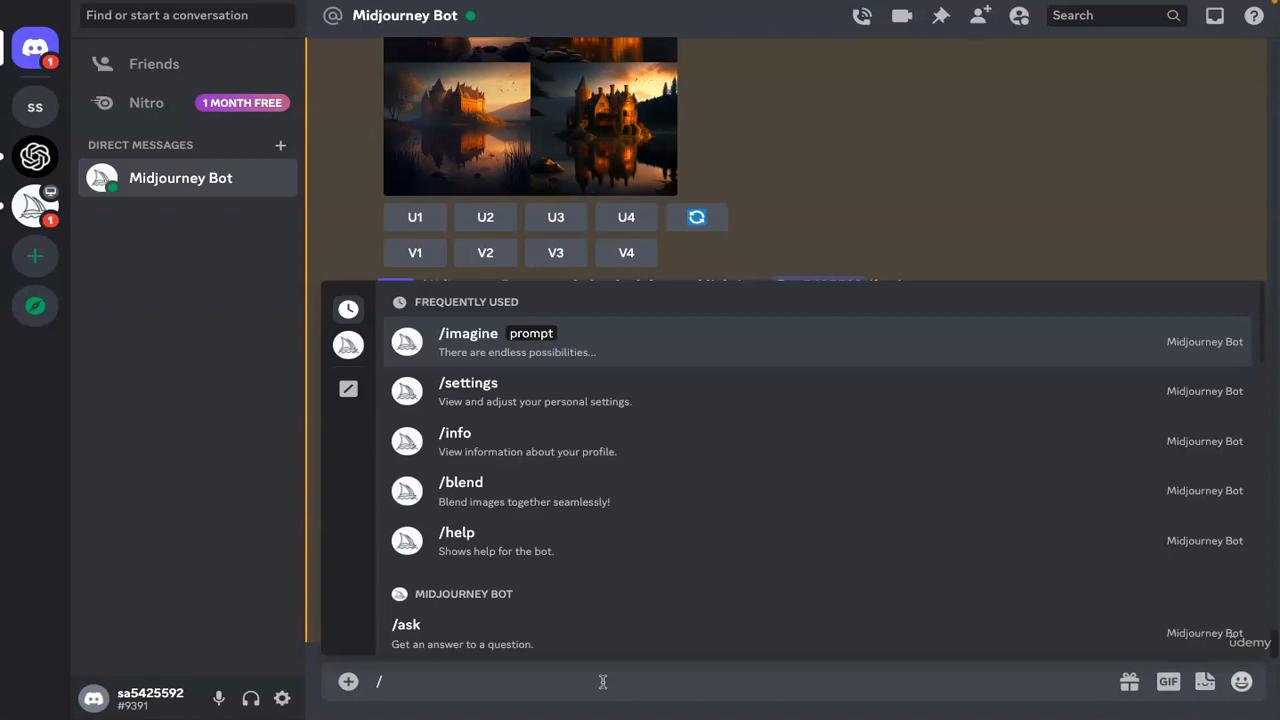 Find or start a conversation
Midjourney Bot
Search
1
Friends
Nitro 1 MONTH FREE
SS
DIRECT MESSAGES
Midjourney Bot
1
U1 U2 U3 U4
V1 V2 V3 V4
FREQUENTLY USED
/imagine prompt
There are endless possibilities...
Midjourney Bot
/settings
View and adjust your personal settings.
Midjourney Bot
/info
View information about your profile.
Midjourney Bot
/blend
Blend images together seamlessly!
Midjourney Bot
/help
Shows help for the bot.
Midjourney Bot
MIDJOURNEY BOT
/ask
Get an answer to a question.
Midjourney Bot
udemy
/
GIF
sa5425592
#9391